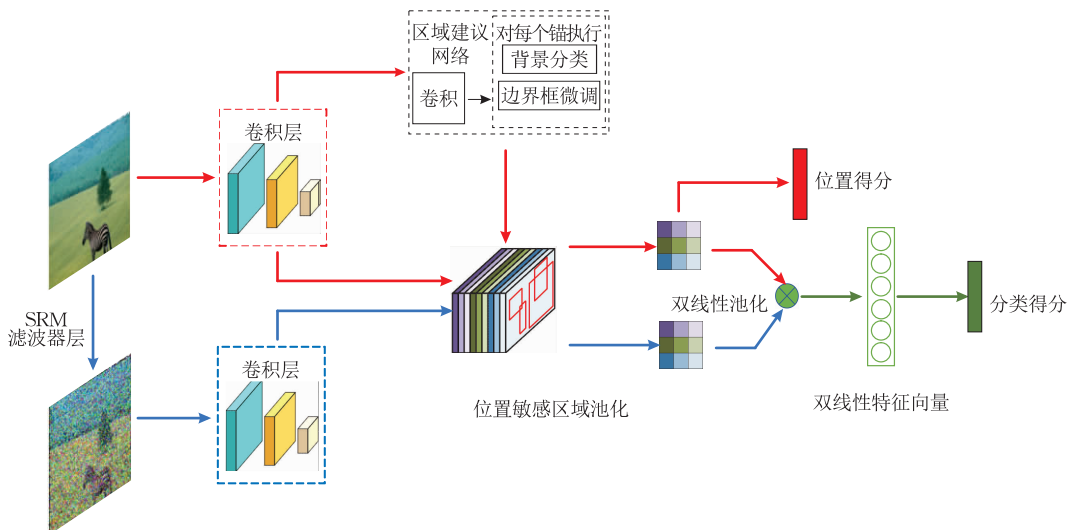 区域建议
网络
对每个锚执行
背景分类
卷积
边界框微调
卷积层
位置得分
SRM
滤波器层
双线性池化
分类得分
卷积层
位置敏感区域池化
双线性特征向量